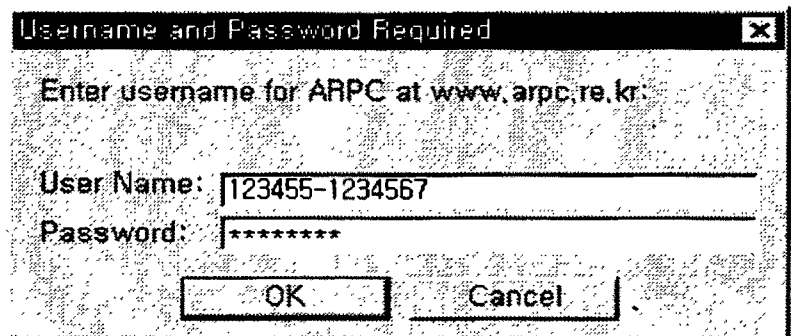 Username and Password Required
Enter username for ARPC at www.arpc.re.kr:
User Name: 123455-1234567
Password: ********
OK Cancel